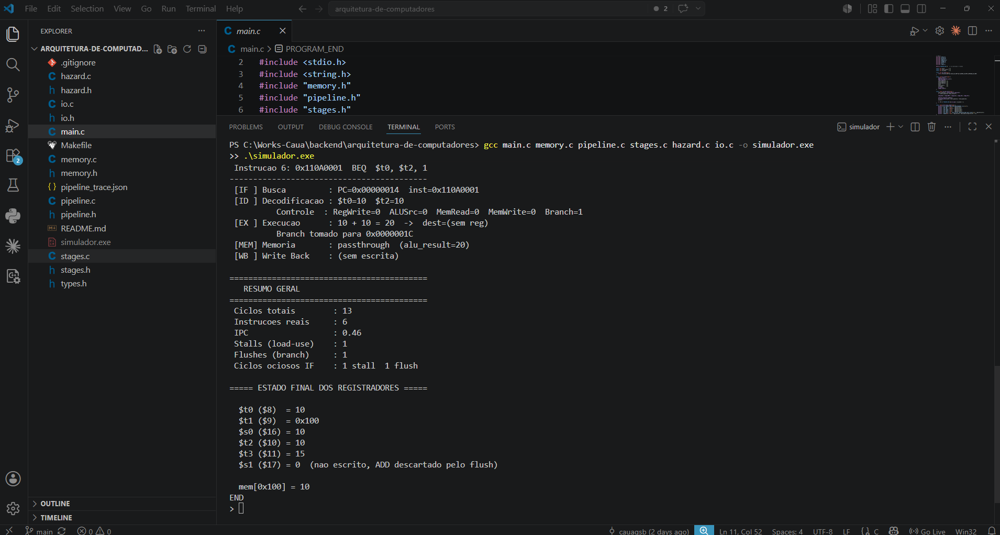 File Edit Selection View Go Run Terminal Help
arquitetura-de-computadores
2
EXPLORER
ARQUITETURA-DE-COMPUTAD...
.gitignore
hazard.c
hazard.h
io.c
io.h
main.c
Makefile
memory.c
memory.h
pipeline_trace.json
pipeline.c
pipeline.h
README.md
simulador.exe
stages.c
stages.h
types.h
OUTLINE
TIMELINE
2
main.c
main.c > PROGRAM_END
2 #include <stdio.h>
3 #include <string.h>
4 #include "memory.h"
5 #include "pipeline.h"
6 #include "stages.h"
PROBLEMS OUTPUT DEBUG CONSOLE TERMINAL PORTS
simulador
PS C:\Works-Caua\backend\arquitetura-de-computadores> gcc main.c memory.c pipeline.c stages.c hazard.c io.c -o simulador.exe
>> .\simulador.exe
Instrucao 6: 0x110A0001  BEQ  $t0, $t2, 1
------------------------------------------
[IF ] Busca         : PC=0x00000014  inst=0x110A0001
[ID ] Decodificacao : $t0=10  $t2=10
Controle  : RegWrite=0  ALUSrc=0  MemRead=0  MemWrite=0  Branch=1
[EX ] Execucao      : 10 + 10 = 20  ->  dest=(sem reg)
Branch tomado para 0x0000001C
[MEM] Memoria       : passthrough  (alu_result=20)
[WB ] Write Back    : (sem escrita)
==========================================
RESUMO GERAL
==========================================
Ciclos totais        : 13
Instrucoes reais     : 6
IPC                  : 0.46
Stalls (load-use)    : 1
Flushes (branch)     : 1
Ciclos ociosos IF    : 1 stall  1 flush
===== ESTADO FINAL DOS REGISTRADORES =====
$t0 ($8)  = 10
$t1 ($9)  = 0x100
$s0 ($16) = 10
$t2 ($10) = 10
$t3 ($11) = 15
$s1 ($17) = 0  (nao escrito, ADD descartado pelo flush)
mem[0x100] = 10
END
>
main 0 0 cauagsb (2 days ago) Ln 11, Col 52 Spaces: 4 UTF-8 LF {} C Go Live Win32